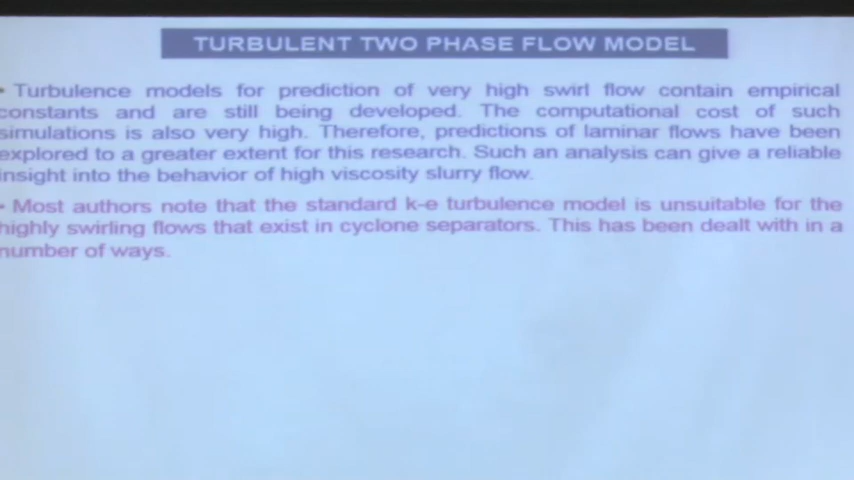 TURBULENT TWO PHASE FLOW MODEL
• Turbulence models for prediction of very high swirl flow contain empirical
constants and are still being developed. The computational cost of such
simulations is also very high. Therefore, predictions of laminar flows have been
explored to a greater extent for this research. Such an analysis can give a reliable
insight into the behavior of high viscosity slurry flow.
• Most authors note that the standard k-e turbulence model is unsuitable for the
highly swirling flows that exist in cyclone separators. This has been dealt with in a
number of ways.